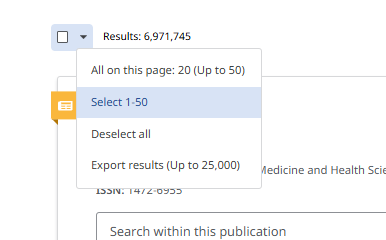 Results: 6,971,745
All on this page: 20 (Up to 50)
Select 1-50
Deselect all
Export results (Up to 25,000)
Medicine and Health Scie
ISSN: 1472-6955
Search within this publication